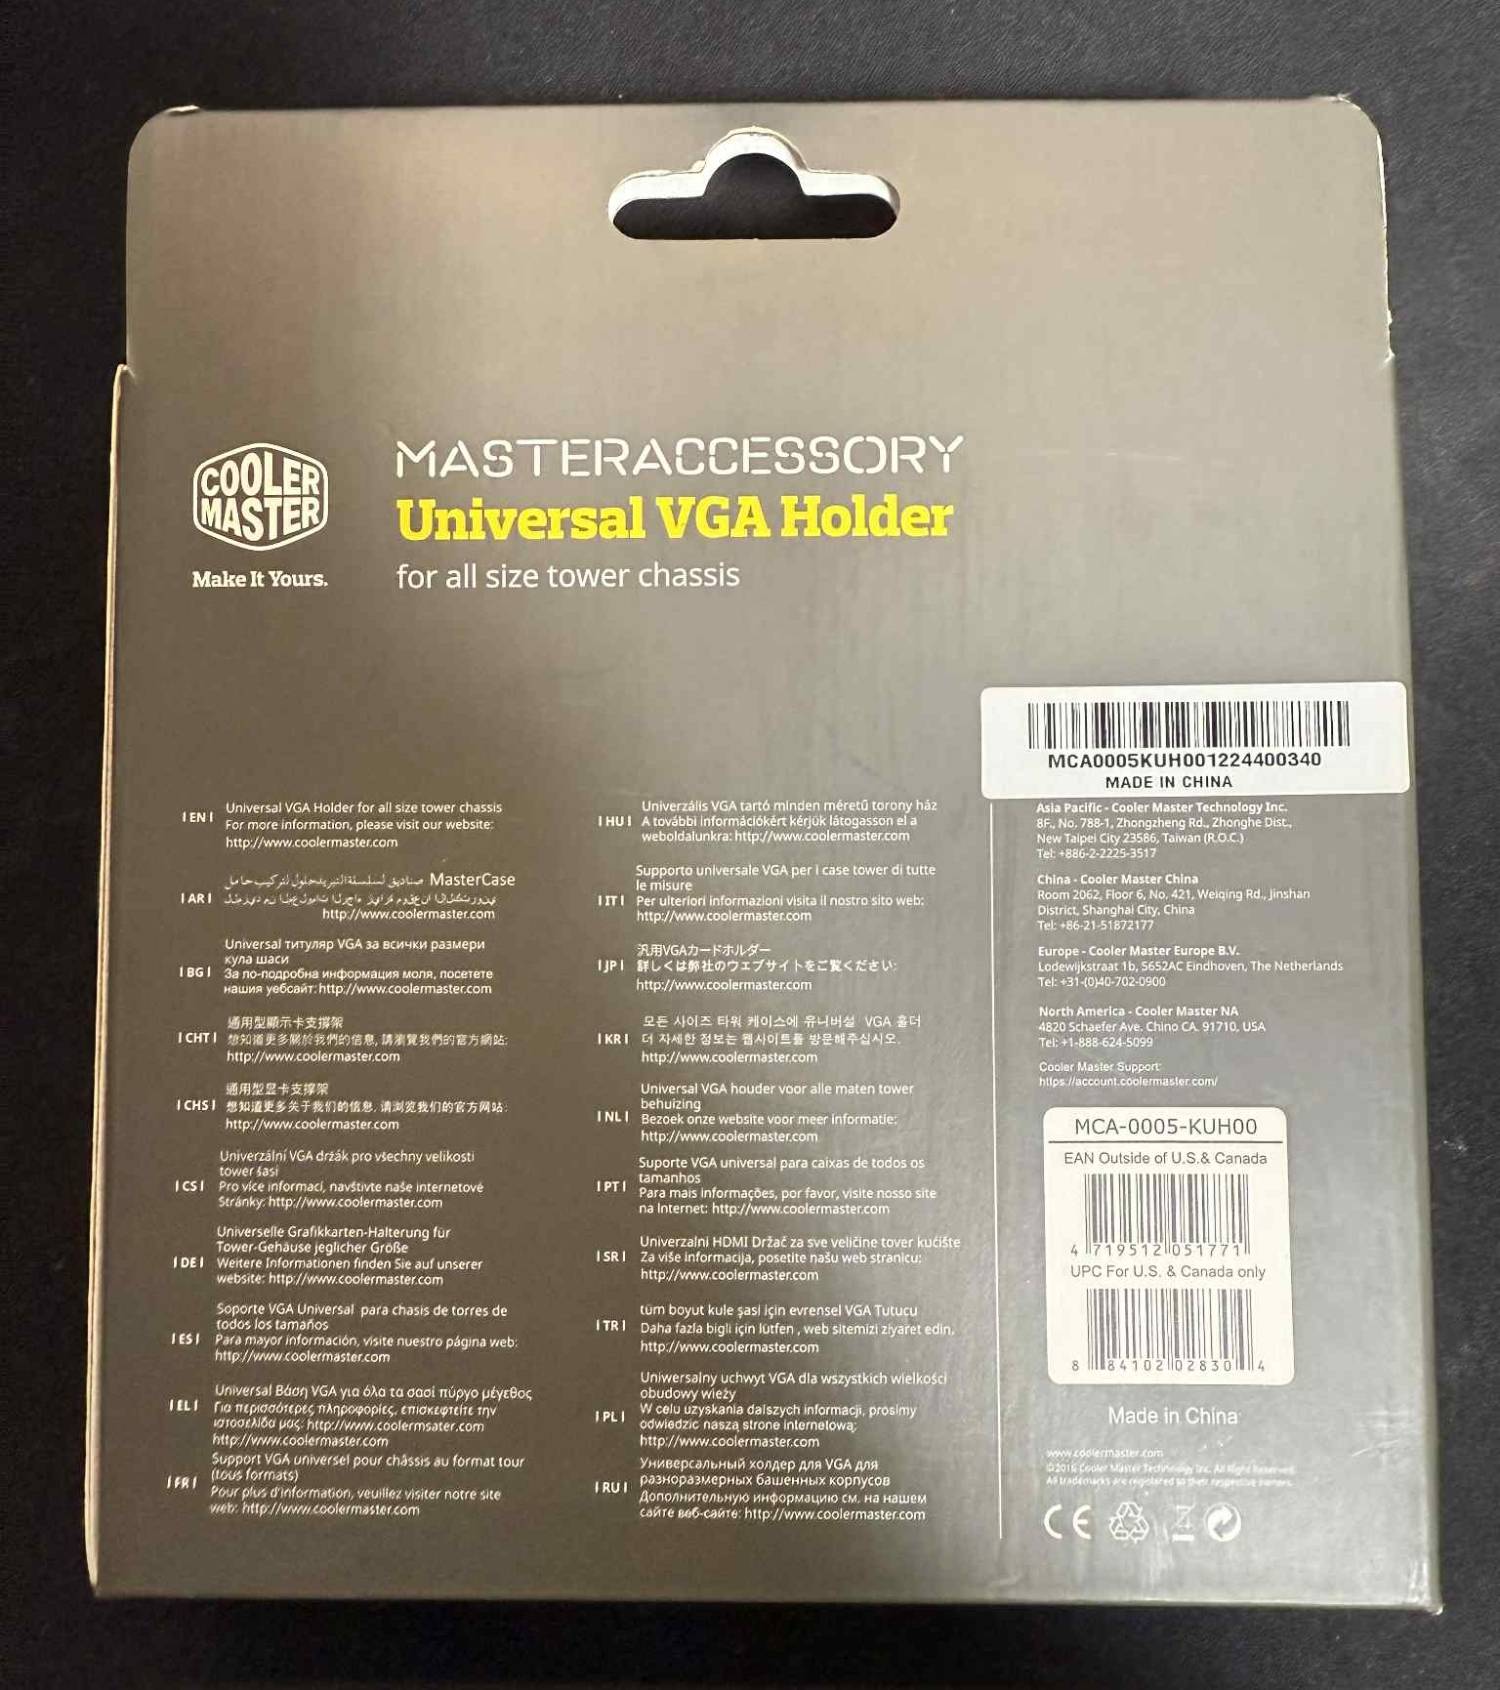 COOLER
MASTER
Make It Yours.
MASTERACCESSORY
Universal VGA Holder
for all size tower chassis
MCA0005KUH001224400340
MADE IN CHINA
| EN |
Universal VGA Holder for all size tower chassis
For more information, please visit our website:
http://www.coolermaster.com
| AR |
MasterCase
http://www.coolermaster.com
| BG |
Universal титуляр VGA за всички размери
кула шаси
За по-подробна информация моля, посетете
нашия уебсайт: http://www.coolermaster.com
| CHT |
通用型顯示卡支撐架
想知道更多關於我們的信息, 請瀏覽我們的官方網站:
http://www.coolermaster.com
| CHS |
通用型显卡支撑架
想知道更多关于我们的信息, 请浏览我们的官方网站:
http://www.coolermaster.com
| CS |
Univerzální VGA držák pro všechny velikosti
tower šasi
Pro více informací, navštivte naše internetové
Stránky: http://www.coolermaster.com
| DE |
Universelle Grafikkarten-Halterung für
Tower-Gehäuse jeglicher Größe
Weitere Informationen finden Sie auf unserer
website: http://www.coolermaster.com
| ES |
Soporte VGA Universal para chasis de torres de
todos los tamaños
Para mayor información, visite nuestro página web:
http://www.coolermaster.com
| EL |
Universal Βάση VGA για όλα τα σασί πύργο μέγεθος
Για περισσότερες πληροφορίες, επισκεφτείτε την
ιστοσελίδα μας: http://www.coolermsater.com
http://www.coolermaster.com
| FR |
Support VGA universel pour châssis au format tour
(tous formats)
Pour plus d'information, veuillez visiter notre site
web: http://www.coolermaster.com
| HU |
Univerzális VGA tartó minden méretű torony ház
A további információkért kérjük látogasson el a
weboldalunkra: http://www.coolermaster.com
| IT |
Supporto universale VGA per i case tower di tutte
le misure
Per ulteriori informazioni visita il nostro sito web:
http://www.coolermaster.com
| JP |
汎用VGAカードホルダー
詳しくは弊社のウェブサイトをご覧ください:
http://www.coolermaster.com
| KR |
모든 사이즈 타워 케이스에 유니버설 VGA 홀더
더 자세한 정보는 웹사이트를 방문해주십시오.
http://www.coolermaster.com
| NL |
Universal VGA houder voor alle maten tower
behuizing
Bezoek onze website voor meer informatie:
http://www.coolermaster.com
| PT |
Suporte VGA universal para caixas de todos os
tamanhos
Para mais informações, por favor, visite nosso site
na Internet: http://www.coolermaster.com
| SR |
Univerzalni HDMI Držač za sve veličine tover kućište
Za više informacija, posetite našu web stranicu:
http://www.coolermaster.com
| TR |
tüm boyut kule şasi için evrensel VGA Tutucu
Daha fazla bigli için lütfen , web sitemizi ziyaret edin.
http://www.coolermaster.com
| PL |
Uniwersalny uchwyt VGA dla wszystkich wielkości
obudowy wieży
W celu uzyskania dalszych informacji, prosimy
odwiedzic naszą strone internetową:
http://www.coolermaster.com
| RU |
Универсальный холдер для VGA для
разноразмерных башенных корпусов
Дополнительную информацию см. на нашем
сайте веб-сайте: http://www.coolermaster.com
Asia Pacific - Cooler Master Technology Inc.
8F., No. 788-1, Zhongzheng Rd., Zhonghe Dist.,
New Taipei City 23586, Taiwan (R.O.C.)
Tel: +886-2-2225-3517
China - Cooler Master China
Room 2062, Floor 6, No. 421, Weiqing Rd., Jinshan
District, Shanghai City, China
Tel: +86-21-51872177
Europe - Cooler Master Europe B.V.
Lodewijkstraat 1b, 5652AC Eindhoven, The Netherlands
Tel: +31-(0)40-702-0900
North America - Cooler Master NA
4820 Schaefer Ave. Chino CA. 91710, USA
Tel: +1-888-624-5099
Cooler Master Support:
https://account.coolermaster.com/
MCA-0005-KUH00
EAN Outside of U.S.& Canada
4 719512 051771
UPC For U.S. & Canada only
8 84102 02830 4
Made in China
www.coolermaster.com
©2016 Cooler Master Technology Inc. All Right Reserved.
All trademarks are registered to their respective owners.
CE